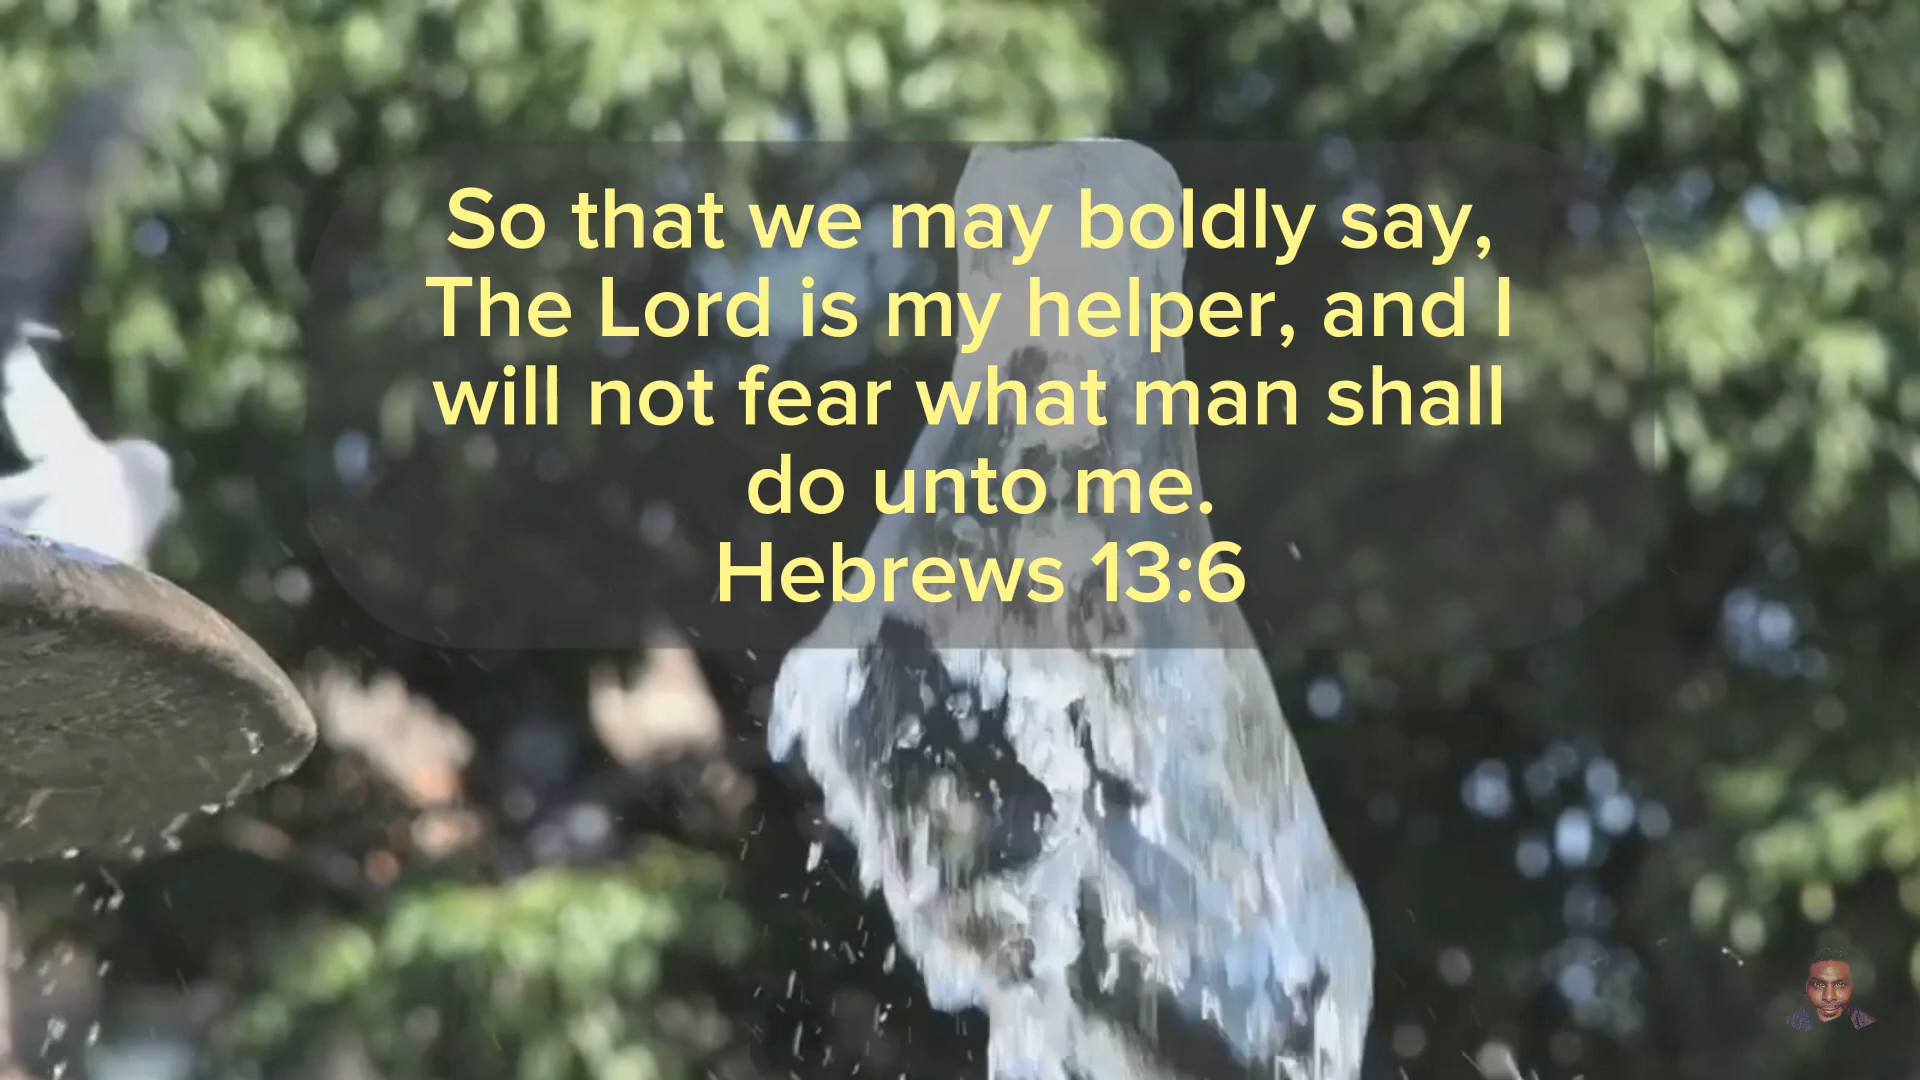 So that we may boldly say,
The Lord is my helper, and I
will not fear what man shall
do unto me.
Hebrews 13:6